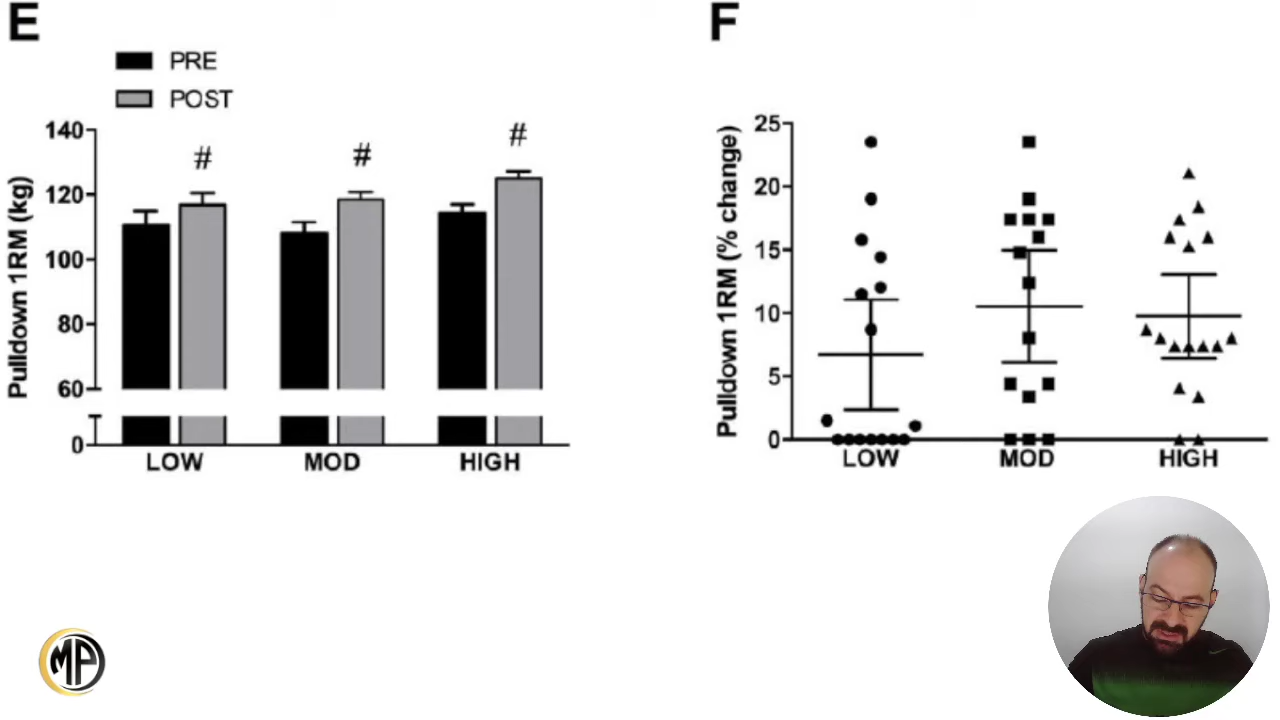 E
PRE
POST
Pulldown 1RM (kg)
140
120
100
80
60
0
# # #
LOW MOD HIGH
F
Pulldown 1RM (% change)
25
20
15
10
5
0
LOW MOD HIGH
MP